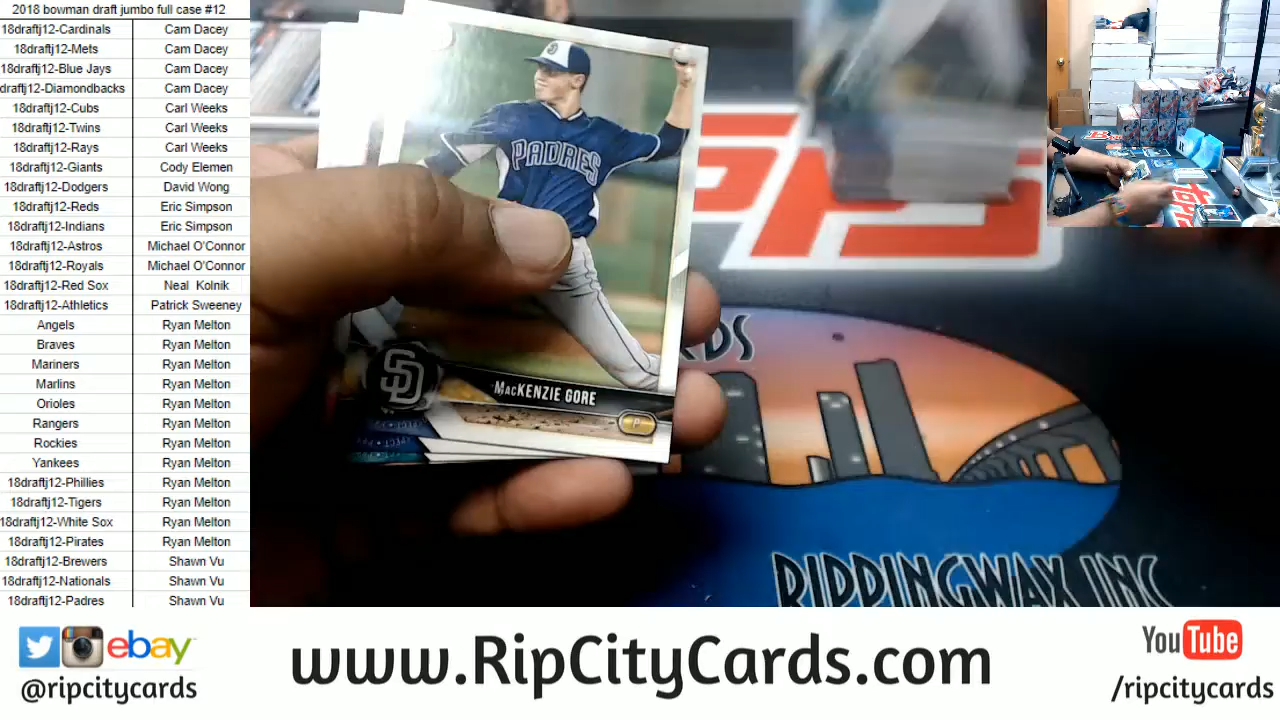 2018 bowman draft jumbo full case #12
18draftj12-Cardinals Cam Dacey
18draftj12-Mets Cam Dacey
18draftj12-Blue Jays Cam Dacey
draftj12-Diamondbacks Cam Dacey
18draftj12-Cubs Carl Weeks
18draftj12-Twins Carl Weeks
18draftj12-Rays Carl Weeks
18draftj12-Giants Cody Elemen
18draftj12-Dodgers David Wong
18draftj12-Reds Eric Simpson
18draftj12-Indians Eric Simpson
18draftj12-Astros Michael O'Connor
18draftj12-Royals Michael O'Connor
18draftj12-Red Sox Neal Kolnik
18draftj12-Athletics Patrick Sweeney
Angels Ryan Melton
Braves Ryan Melton
Mariners Ryan Melton
Marlins Ryan Melton
Orioles Ryan Melton
Rangers Ryan Melton
Rockies Ryan Melton
Yankees Ryan Melton
18draftj12-Phillies Ryan Melton
18draftj12-Tigers Ryan Melton
18draftj12-White Sox Ryan Melton
18draftj12-Pirates Ryan Melton
18draftj12-Brewers Shawn Vu
18draftj12-Nationals Shawn Vu
18draftj12-Padres Shawn Vu
PADRES
SD
MACKENZIE GORE
P
RDS
RIPPINGWAX INC
ebay
@ripcitycards
www.RipCityCards.com
YouTube
/ripcitycards